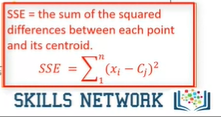 SSE = the sum of the squared
differences between each point
and its centroid.
SSE = ∑₁ⁿ (xᵢ − Cⱼ)²
SKILLS NETWORK